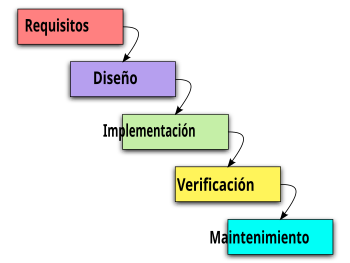 Requisitos
Diseño
Implementación
Verificación
Maintenimiento